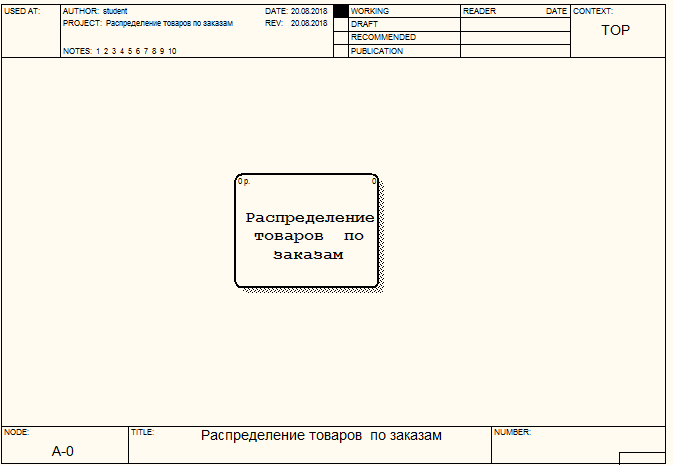 USED AT: AUTHOR: student DATE: 20.08.2018 WORKING READER DATE CONTEXT:
PROJECT: Распределение товаров по заказам REV: 20.08.2018 DRAFT
TOP
RECOMMENDED
NOTES: 1 2 3 4 5 6 7 8 9 10 PUBLICATION
0 р. 0
Распределение
товаров по
заказам
NODE: TITLE: Распределение товаров по заказам NUMBER:
A-0